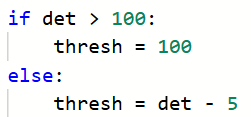 if det > 100:
    thresh = 100
else:
    thresh = det - 5